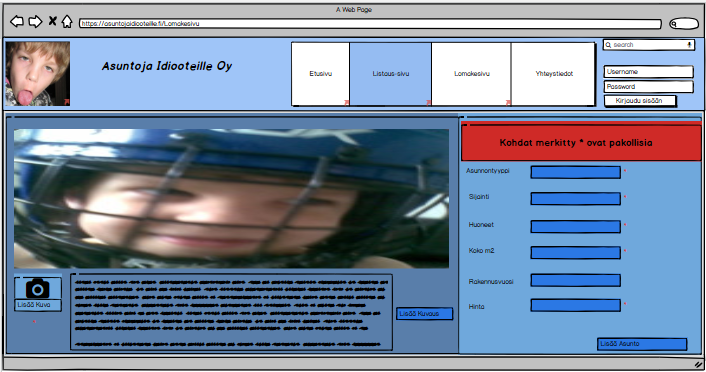 A Web Page
https://asuntojaidiooteille.fi/Lomakesivu
Asuntoja Idiooteille Oy
Etusivu
Listaus-sivu
Lomakesivu
Yhteystiedot
search
Username
Password
Kirjaudu sisään
Kohdat merkitty * ovat pakollisia
Asunnontyyppi *
Sijainti *
Huoneet *
Koko m2 *
Rakennusvuosi
Hinta *
Lisää Kuva
*
Lisää Kuvaus
Lisää Asunto